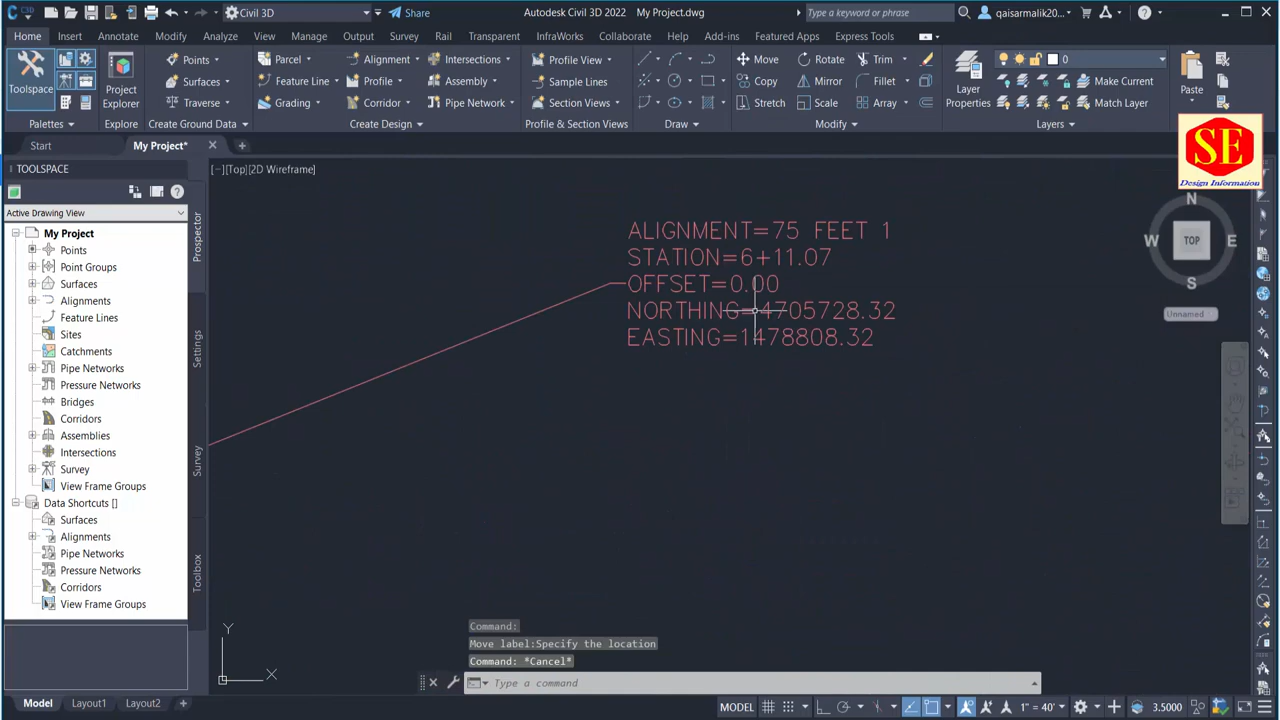 Civil 3D
Share
Autodesk Civil 3D 2022 My Project.dwg
Type a keyword or phrase
qaisarmalik20...
Home Insert Annotate Modify Analyze View Manage Output Survey Rail Transparent InfraWorks Collaborate Help Add-ins Featured Apps Express Tools
Toolspace
Project Explorer
Points
Surfaces
Traverse
Parcel
Feature Line
Grading
Alignment
Profile
Corridor
Intersections
Assembly
Pipe Network
Profile View
Sample Lines
Section Views
Move
Copy
Stretch
Rotate
Mirror
Scale
Trim
Fillet
Array
Layer Properties
0
Make Current
Match Layer
Paste
Palettes
Explore
Create Ground Data
Create Design
Profile & Section Views
Draw
Modify
Layers
Start
My Project*
SE
Design Information
TOOLSPACE
[−][Top][2D Wireframe]
Active Drawing View
My Project
Points
Point Groups
Surfaces
Alignments
Feature Lines
Sites
Catchments
Pipe Networks
Pressure Networks
Bridges
Corridors
Assemblies
Intersections
Survey
View Frame Groups
Data Shortcuts []
Surfaces
Alignments
Pipe Networks
Pressure Networks
Corridors
View Frame Groups
Prospector
Settings
Survey
Toolbox
ALIGNMENT=75 FEET 1
STATION=6+11.07
OFFSET=0.00
NORTHING=4705728.32
EASTING=1478808.32
N
W TOP E
S
Unnamed
Y
X
Command:
Move label:Specify the location
Command: *Cancel*
Type a command
Model Layout1 Layout2
MODEL
1" = 40'
3.5000